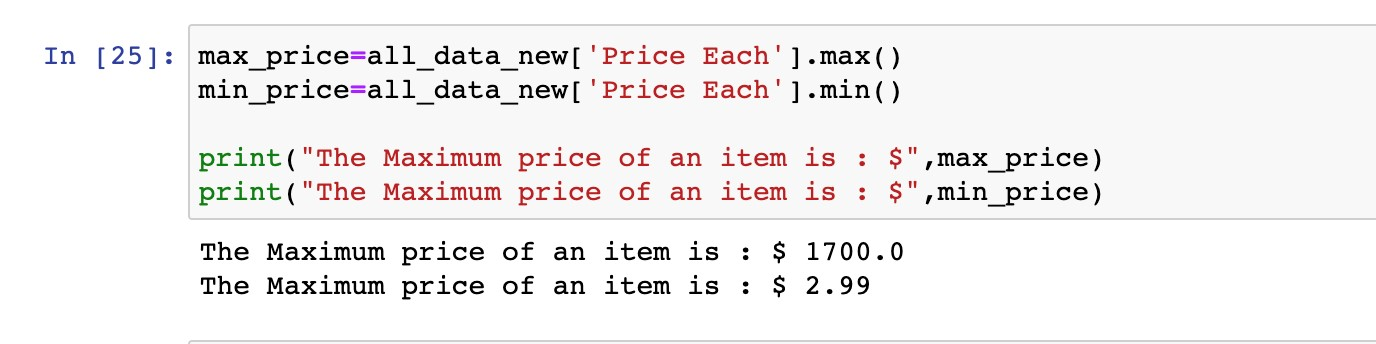 In [25]: max_price=all_data_new['Price Each'].max()
min_price=all_data_new['Price Each'].min()
print("The Maximum price of an item is : $",max_price)
print("The Maximum price of an item is : $",min_price)
The Maximum price of an item is : $ 1700.0
The Maximum price of an item is : $ 2.99